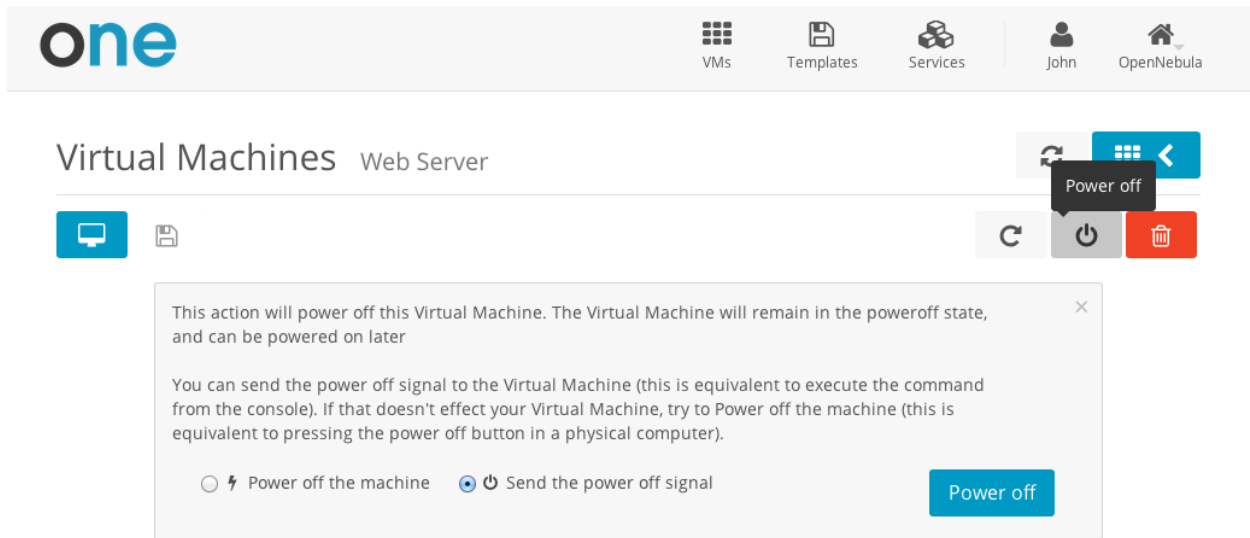 one
VMs
Templates
Services
John
OpenNebula
Virtual Machines Web Server
Power off
This action will power off this Virtual Machine. The Virtual Machine will remain in the poweroff state,
and can be powered on later
You can send the power off signal to the Virtual Machine (this is equivalent to execute the command
from the console). If that doesn't effect your Virtual Machine, try to Power off the machine (this is
equivalent to pressing the power off button in a physical computer).
Power off the machine
Send the power off signal
Power off